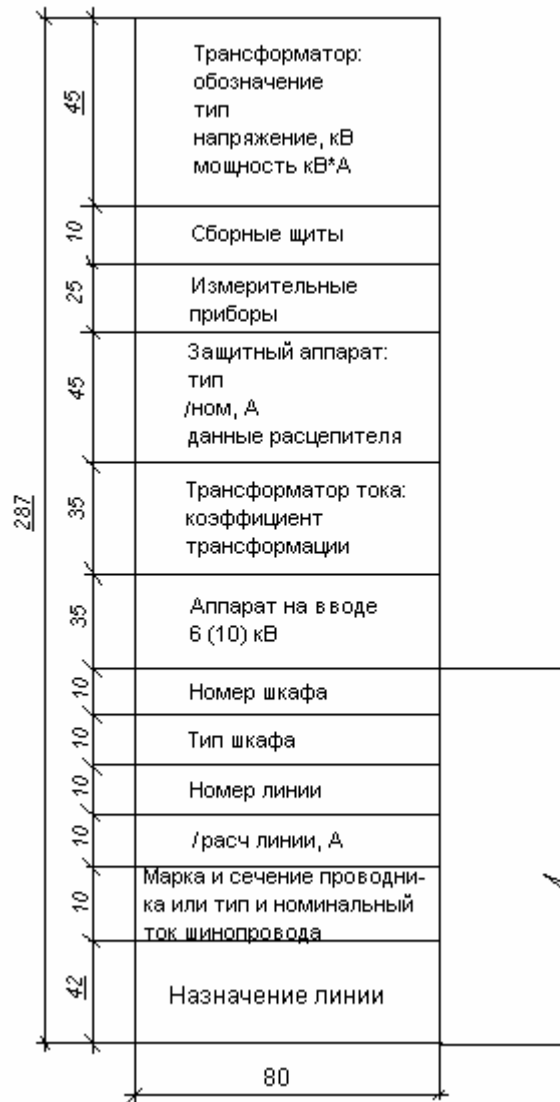 45
Трансформатор:
обозначение
тип
напряжение, кВ
мощность кВ*А
10
Сборные щиты
25
Измерительные
приборы
45
Защитный аппарат:
тип
/ном, А
данные расцепителя
287
35
Трансформатор тока:
коэффициент
трансформации
35
Аппарат на вводе
6 (10) кВ
10
Номер шкафа
10
Тип шкафа
10
Номер линии
10
/расч линии, А
10
Марка и сечение проводни-
ка или тип и номинальный
ток шинопровода
42
Назначение линии
80